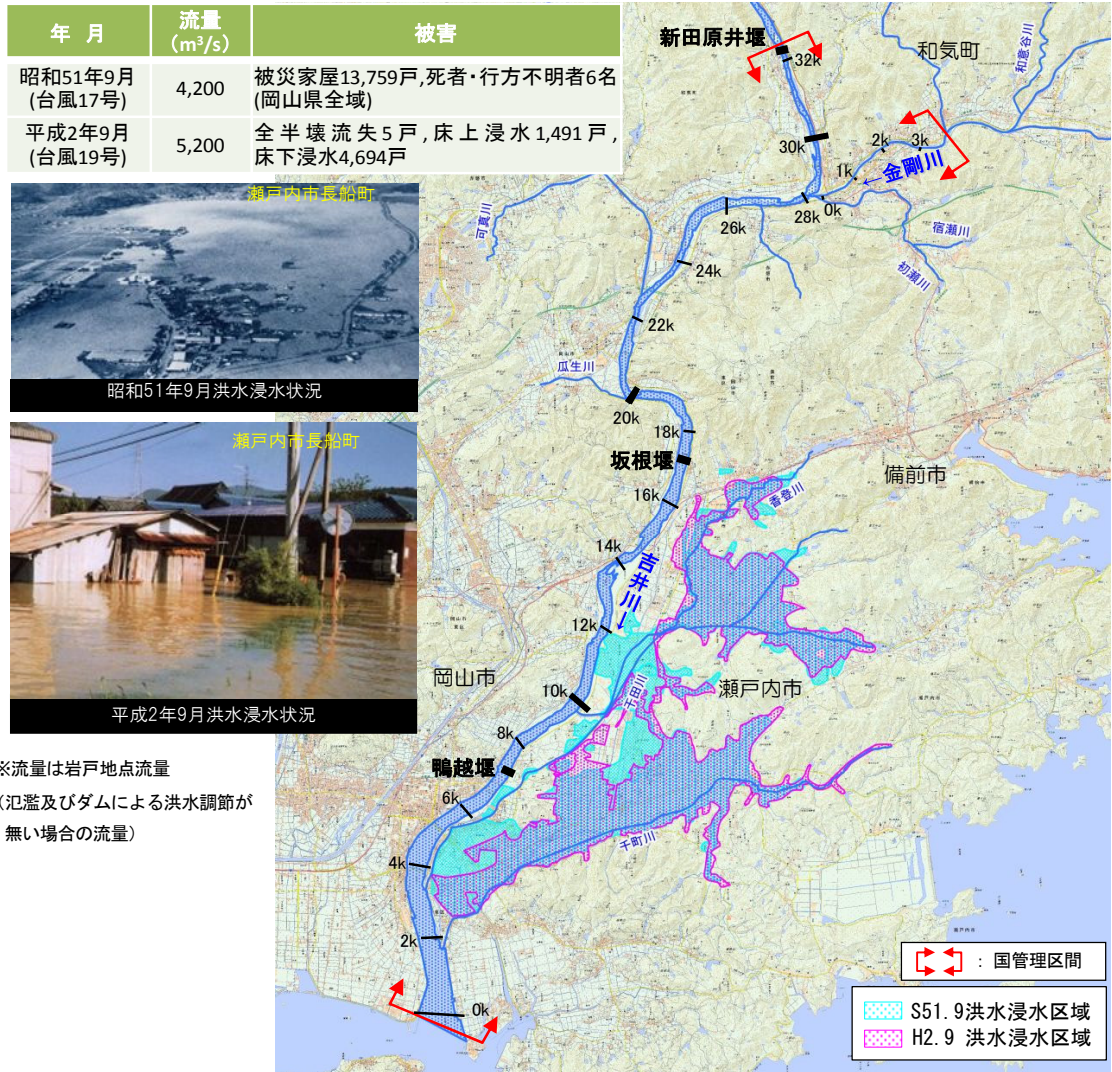 年 月
流量
(m³/s)
被害
昭和51年9月
(台風17号)
4,200
被災家屋13,759戸,死者・行方不明者6名
(岡山県全域)
平成2年9月
(台風19号)
5,200
全半壊流失5戸,床上浸水1,491戸,
床下浸水4,694戸
瀬戸内市長船町
昭和51年9月洪水浸水状況
瀬戸内市長船町
平成2年9月洪水浸水状況
※流量は岩戸地点流量
(氾濫及びダムによる洪水調節が
無い場合の流量)
新田原井堰
32k
和気町
和意谷川
30k
2k
3k
1k
←金剛川
28k
0k
26k
宿瀬川
初瀬川
可真川
24k
22k
瓜生川
20k
18k
坂根堰
備前市
16k
香登川
14k
吉井川→
12k
岡山市
瀬戸内市
10k
千田川
8k
鴨越堰
6k
千町川
4k
2k
0k
: 国管理区間
S51.9洪水浸水区域
H2.9 洪水浸水区域